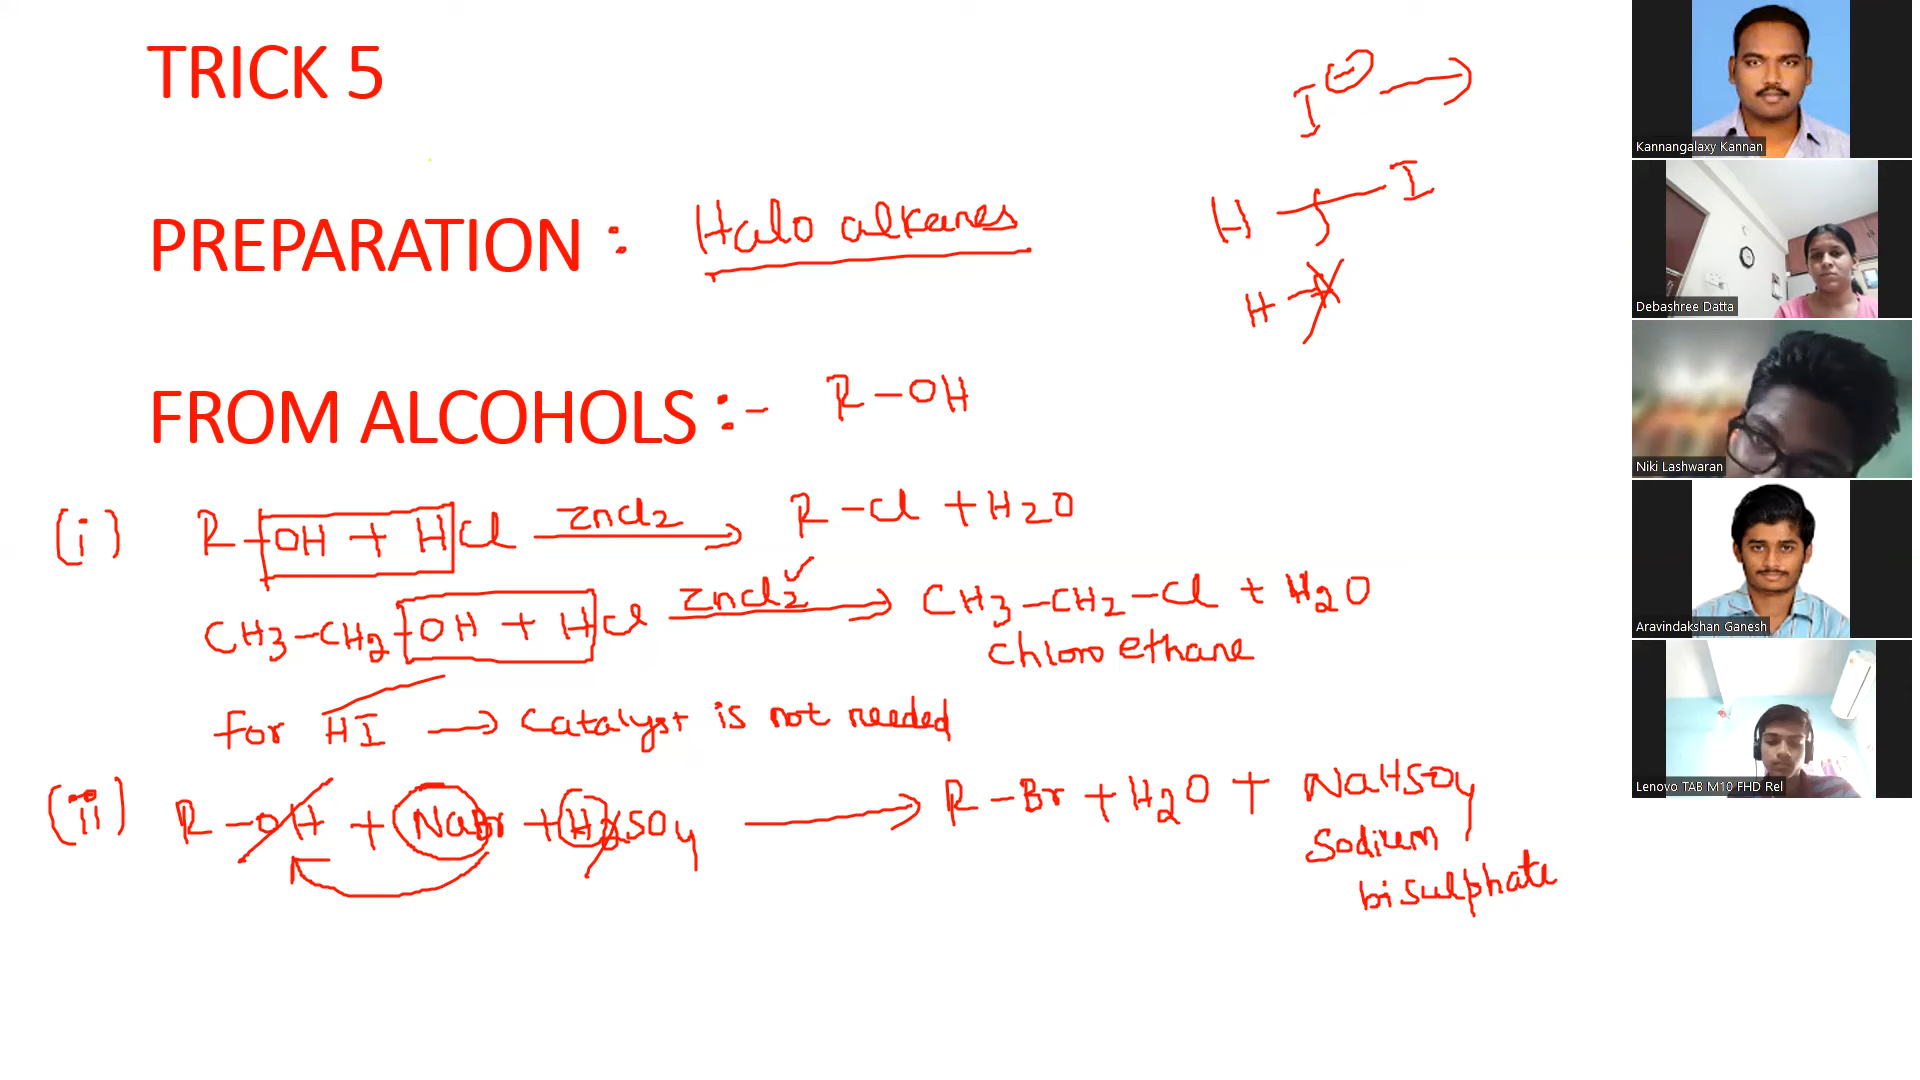 TRICK 5
I⊖ →
PREPARATION : Halo alkanes
H—I
H
FROM ALCOHOLS :- R-OH
(i) R-OH + HCl —ZnCl2→ R-Cl + H2O
CH3-CH2-OH + HCl —ZnCl2→ CH3-CH2-Cl + H2O
chloro ethane
for HI → catalyst is not needed
(ii) R-OH + NaBr + H2SO4 → R-Br + H2O + NaHSO4
sodium
bisulphate
Kannangalaxy Kannan
Debashree Datta
Niki Lashwaran
Aravindakshan Ganesh
Lenovo TAB M10 FHD Rel